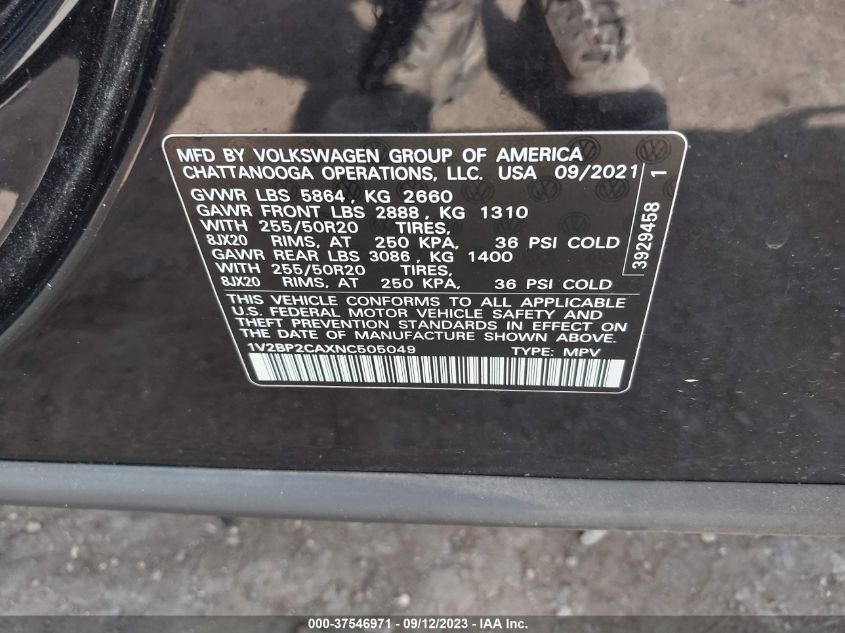 MFD BY VOLKSWAGEN GROUP OF AMERICA
CHATTANOOGA OPERATIONS, LLC. USA 09/2021
GVWR LBS 5864, KG 2660
GAWR FRONT LBS 2888, KG 1310
WITH 255/50R20 TIRES,
8JX20 RIMS, AT 250 KPA, 36 PSI COLD
GAWR REAR LBS 3086, KG 1400
WITH 255/50R20 TIRES,
8JX20 RIMS, AT 250 KPA, 36 PSI COLD
THIS VEHICLE CONFORMS TO ALL APPLICABLE
U.S. FEDERAL MOTOR VEHICLE SAFETY AND
THEFT PREVENTION STANDARDS IN EFFECT ON
THE DATE OF MANUFACTURE SHOWN ABOVE.
1V2BP2CAXNC505049 TYPE: MPV
3929458 1
000-37546971 - 09/12/2023 - Copyright © 2023 IAA, Inc.